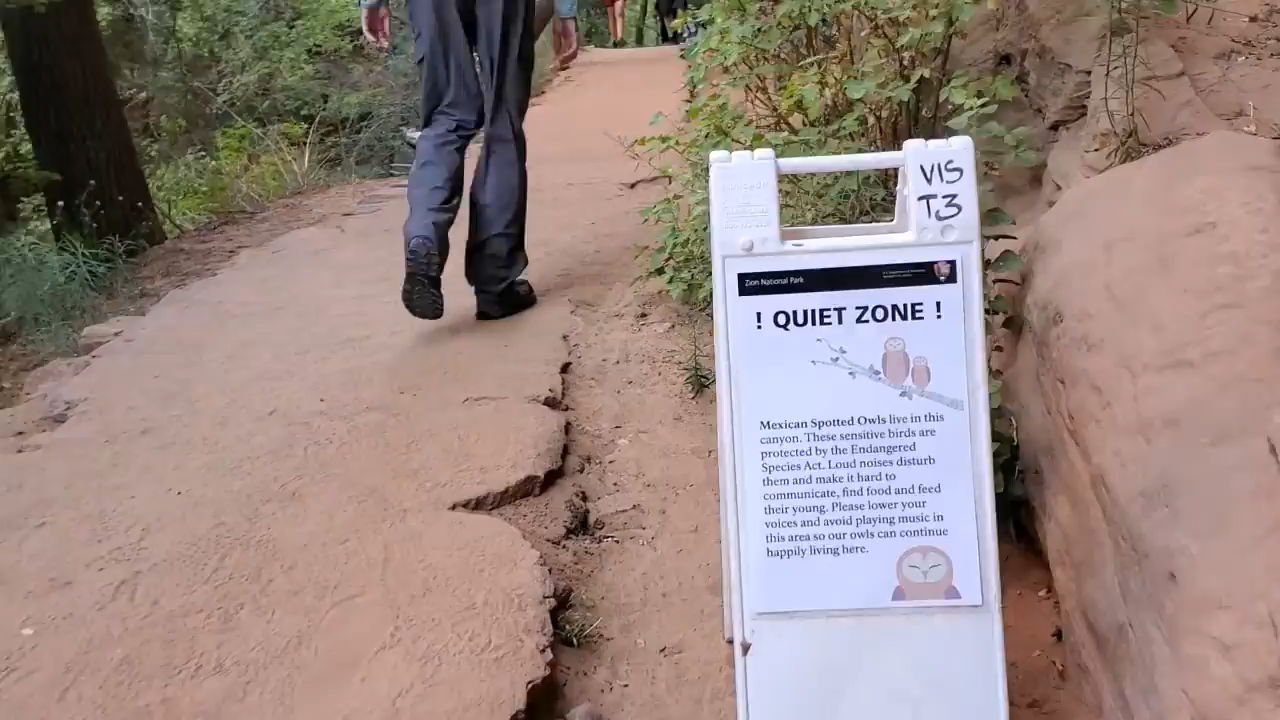 VIS
T3
Zion National Park
! QUIET ZONE !
Mexican Spotted Owls live in this
canyon. These sensitive birds are
protected by the Endangered
Species Act. Loud noises disturb
them and make it hard to
communicate, find food and feed
their young. Please lower your
voices and avoid playing music in
this area so our owls can continue
happily living here.